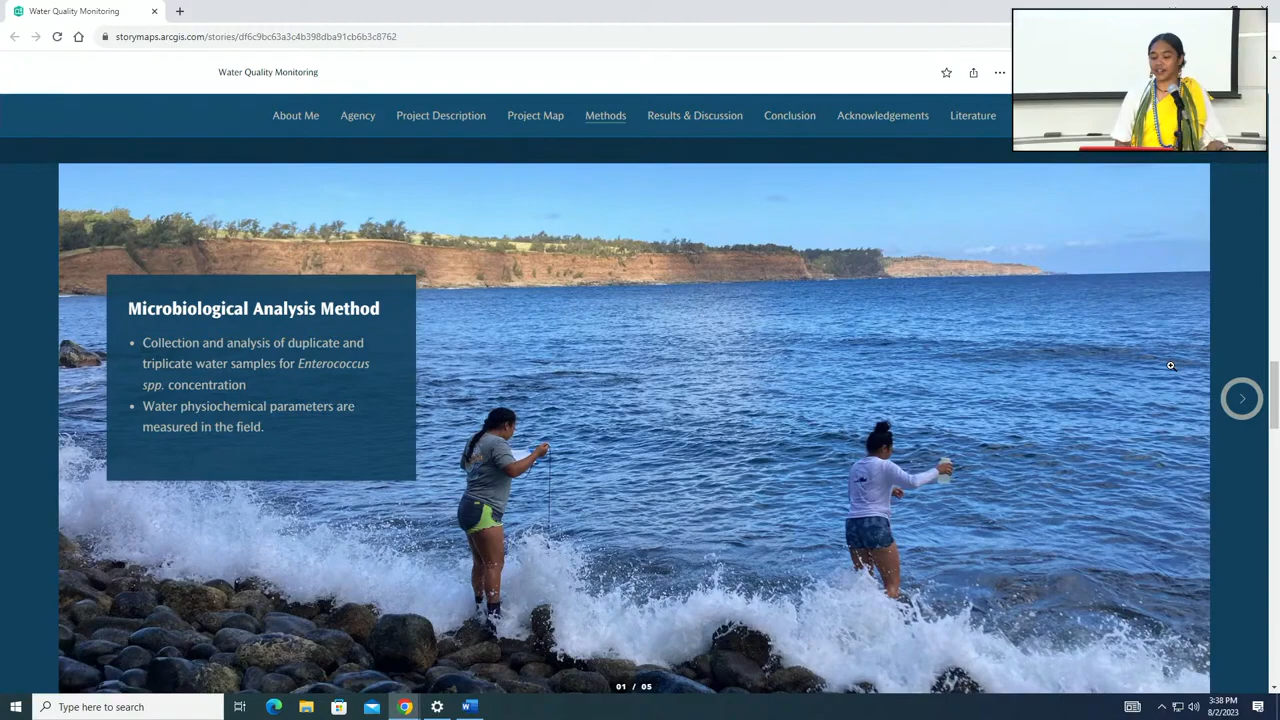 Water Quality Monitoring
storymaps.arcgis.com/stories/df6c9bc63a3c4b398dba91cb6b3c8762
Water Quality Monitoring
About Me Agency Project Description Project Map Methods Results & Discussion Conclusion Acknowledgements Literature
Microbiological Analysis Method
• Collection and analysis of duplicate and
triplicate water samples for Enterococcus
spp. concentration
• Water physiochemical parameters are
measured in the field.
01 / 05
Type here to search
3:38 PM
8/2/2023